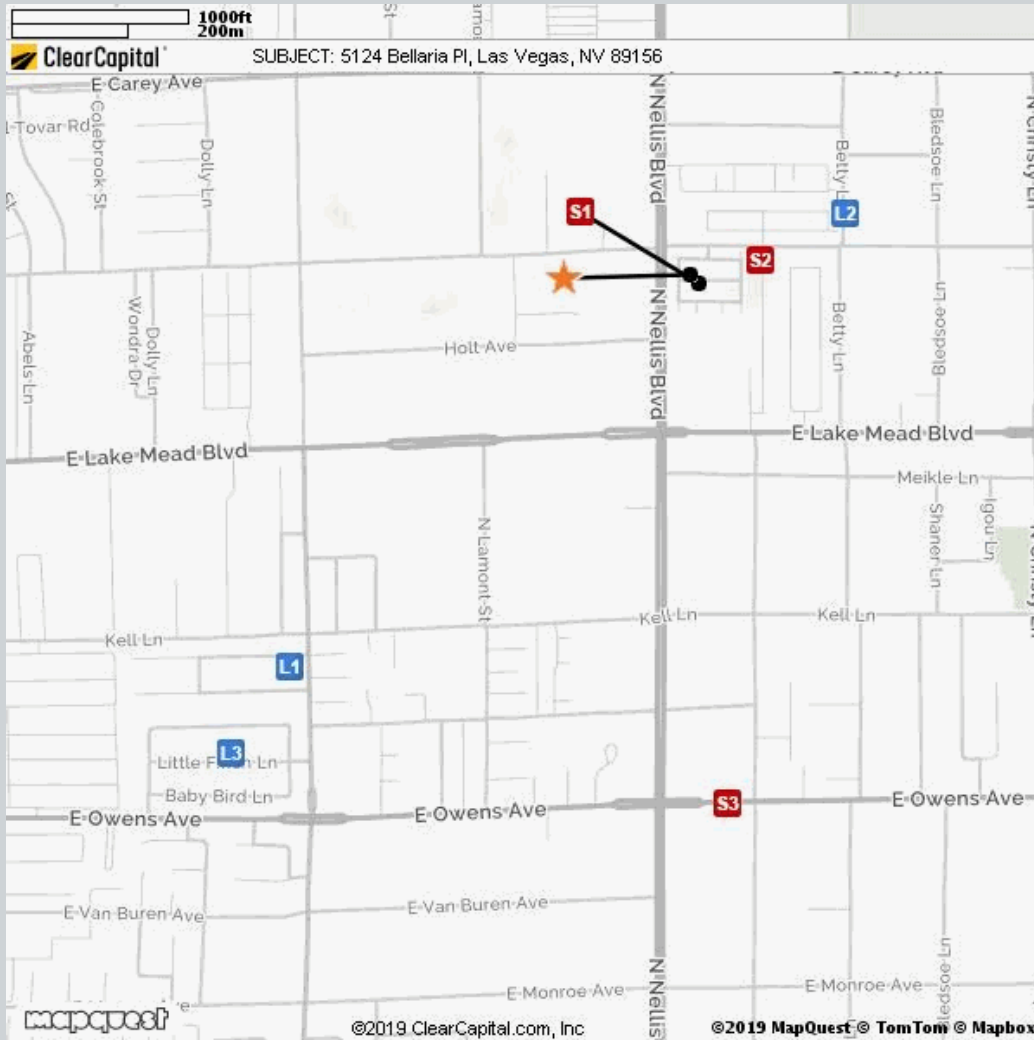 1000ft
200m
ClearCapital
SUBJECT: 5124 Bellaria Pl, Las Vegas, NV 89156
St
E Carey Ave
Tovar Rd
Colebrook St
Dolly Ln
N Nellis Blvd
Betty
Bledsoe Ln
N Christy Ln
S1
L2
S2
Abels Ln
Wondra Dr
Dolly Ln
Holt Ave
N Nellis Blvd
Betty Ln
Bledsoe Ln
E Lake Mead Blvd
E Lake Mead Blvd
Meikle Ln
N Lamont St
Shaner Ln
Igou Ln
Kell Ln
Kell Ln
Kell Ln
L1
L3
Little Ln
Baby Bird Ln
E Owens Ave
E Owens Ave
S3
E Owens Ave
E Van Buren Ave
E Van Buren Ave
N Nellis
Bledsoe Ln
E Monroe Ave
E Monroe Ave
mapquest
©2019 ClearCapital.com, Inc
©2019 MapQuest © TomTom © Mapbox